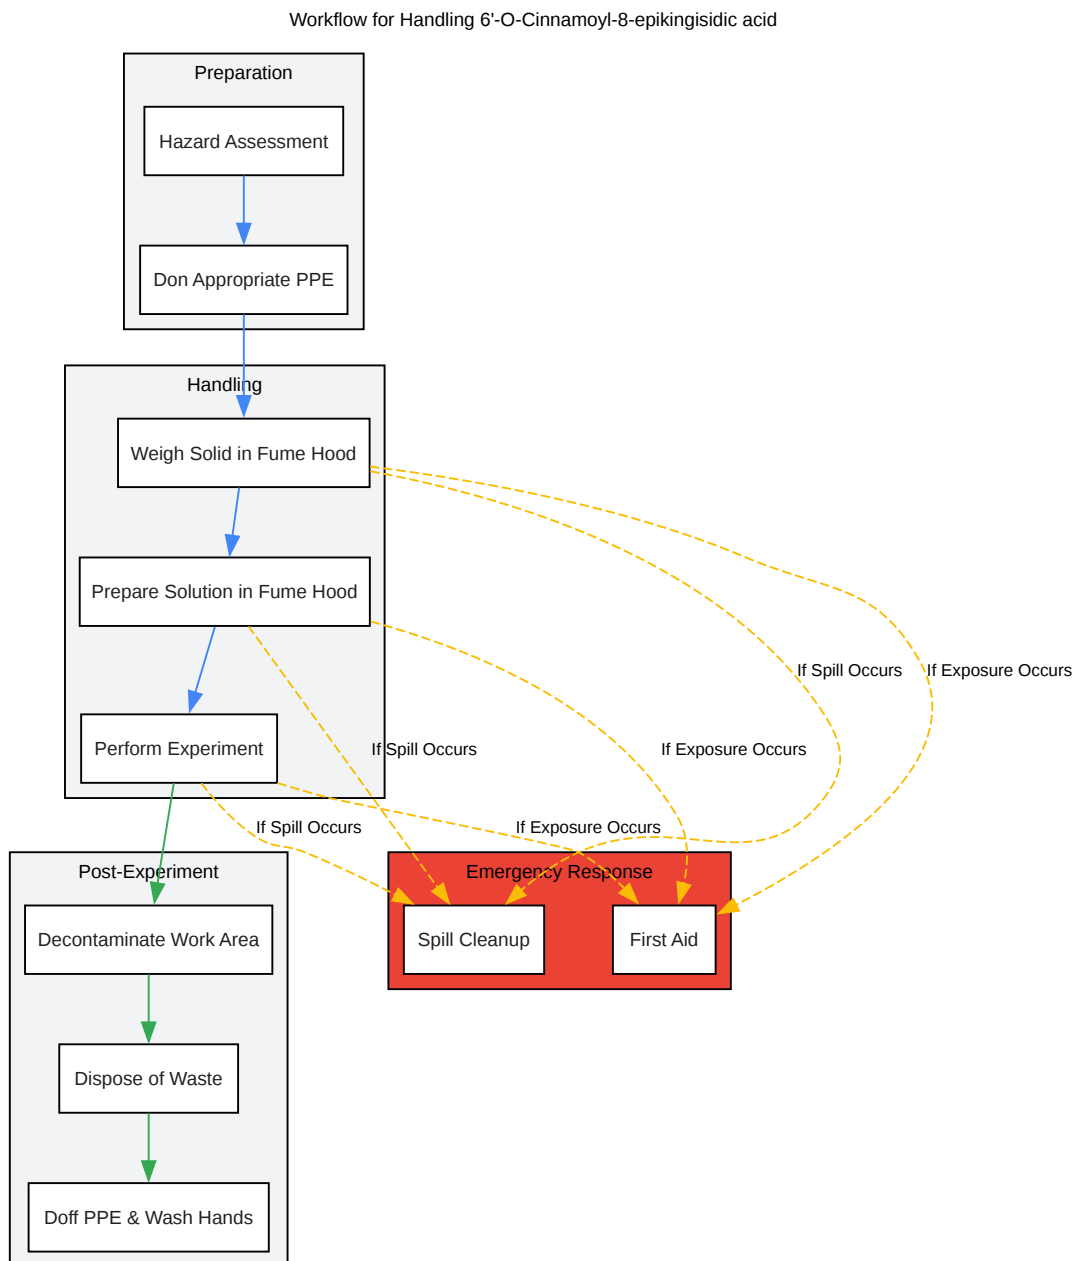 Workflow for Handling 6'-O-Cinnamoyl-8-epikingisidic acid
Preparation
Hazard Assessment
Don Appropriate PPE
Handling
Weigh Solid in Fume Hood
Prepare Solution in Fume Hood
If Spill Occurs
If Exposure Occurs
Perform Experiment
If Spill Occurs
If Exposure Occurs
If Spill Occurs
If Exposure Occurs
Post-Experiment
Emergency Response
Decontaminate Work Area
Spill Cleanup
First Aid
Dispose of Waste
Doff PPE & Wash Hands